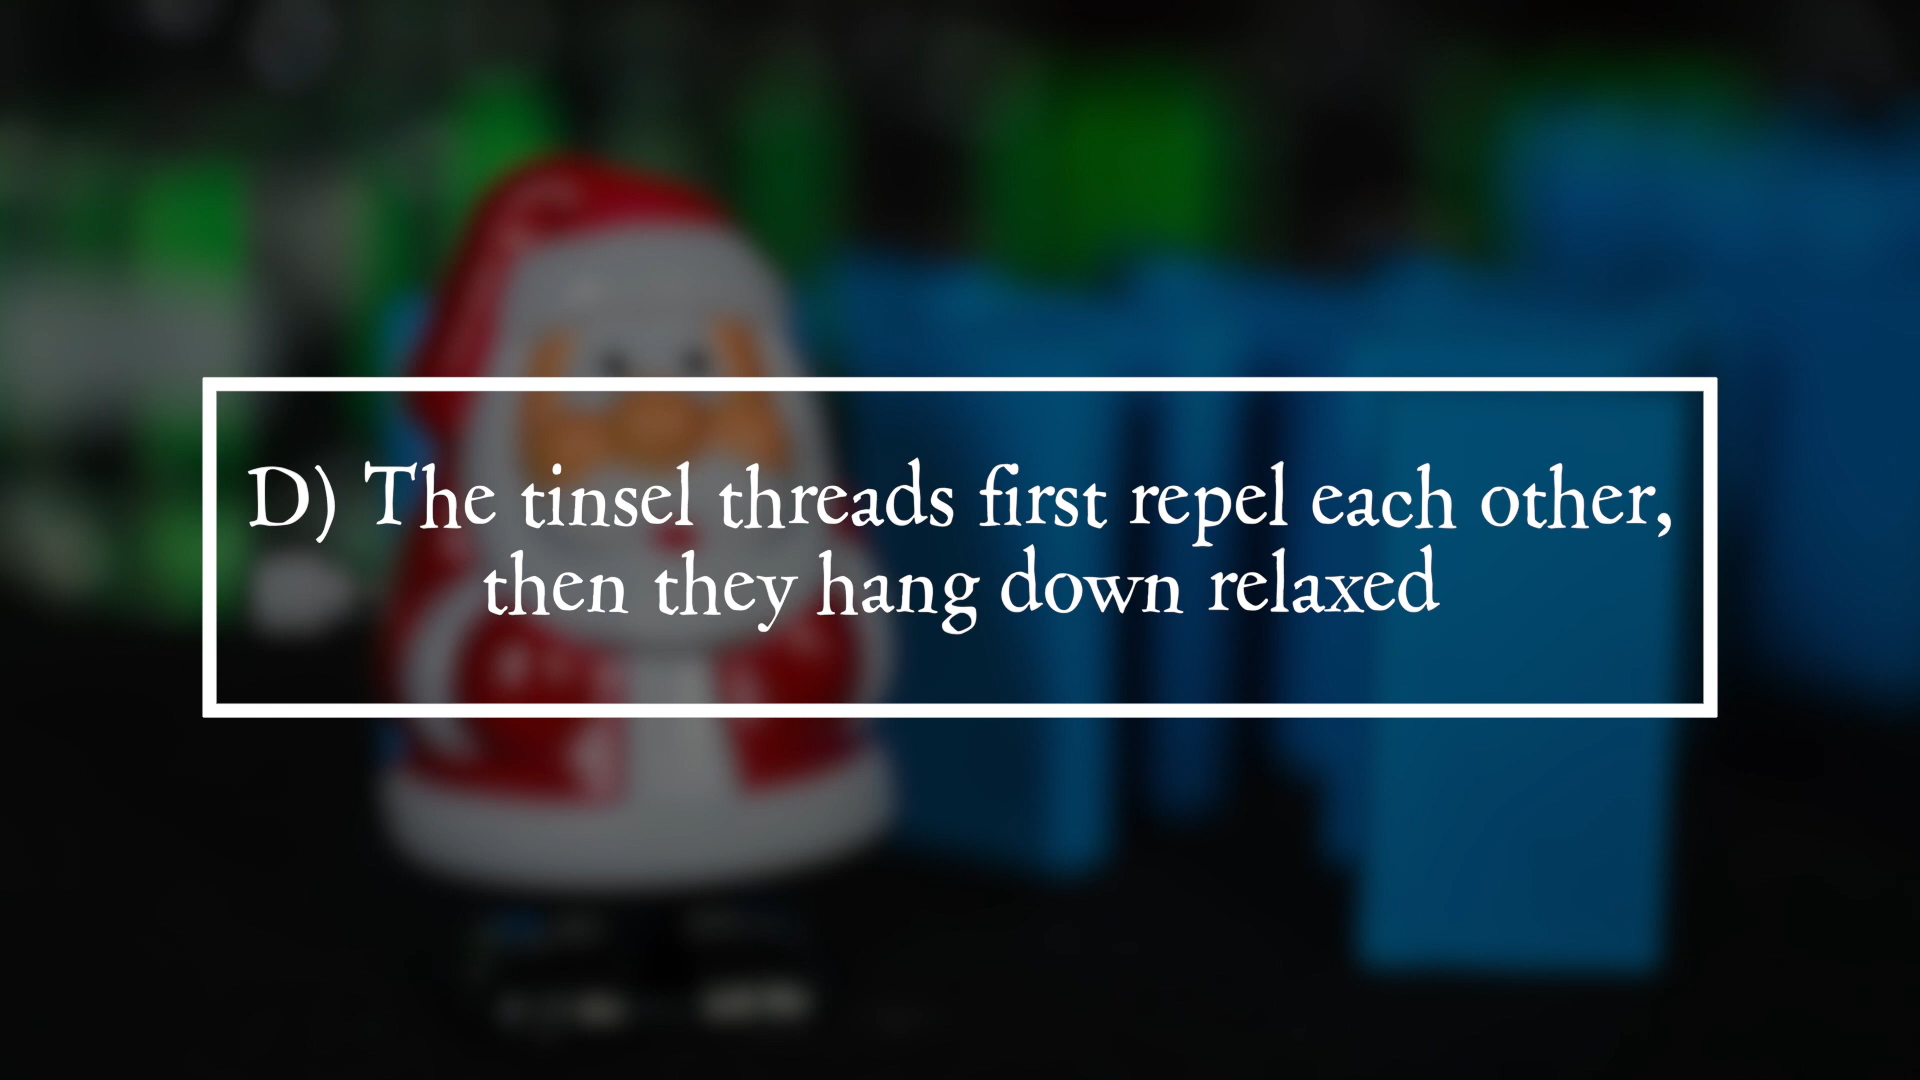 D) The tinsel threads first repel each other,
then they hang down relaxed